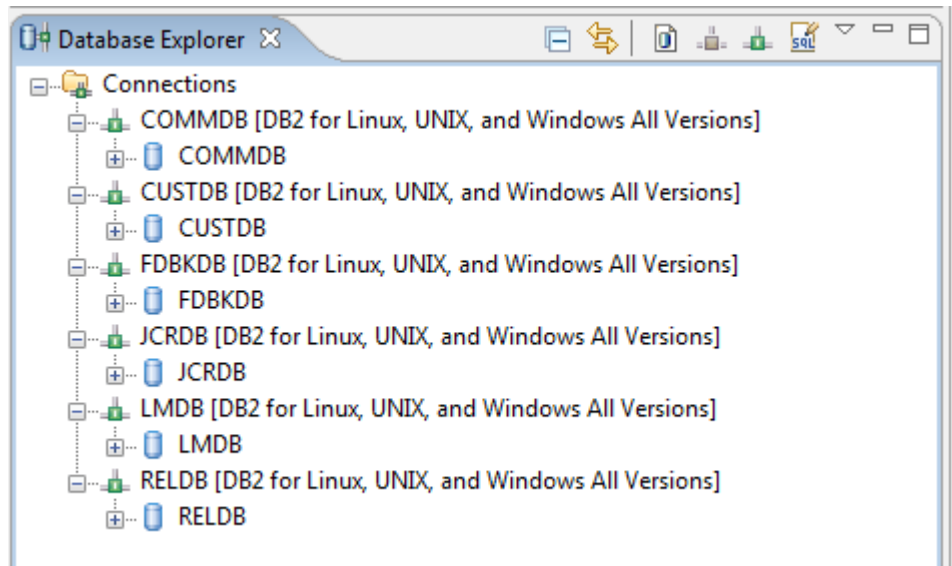 Database Explorer
SQL
Connections
COMMDB [DB2 for Linux, UNIX, and Windows All Versions]
COMMDB
CUSTDB [DB2 for Linux, UNIX, and Windows All Versions]
CUSTDB
FDBKDB [DB2 for Linux, UNIX, and Windows All Versions]
FDBKDB
JCRDB [DB2 for Linux, UNIX, and Windows All Versions]
JCRDB
LMDB [DB2 for Linux, UNIX, and Windows All Versions]
LMDB
RELDB [DB2 for Linux, UNIX, and Windows All Versions]
RELDB